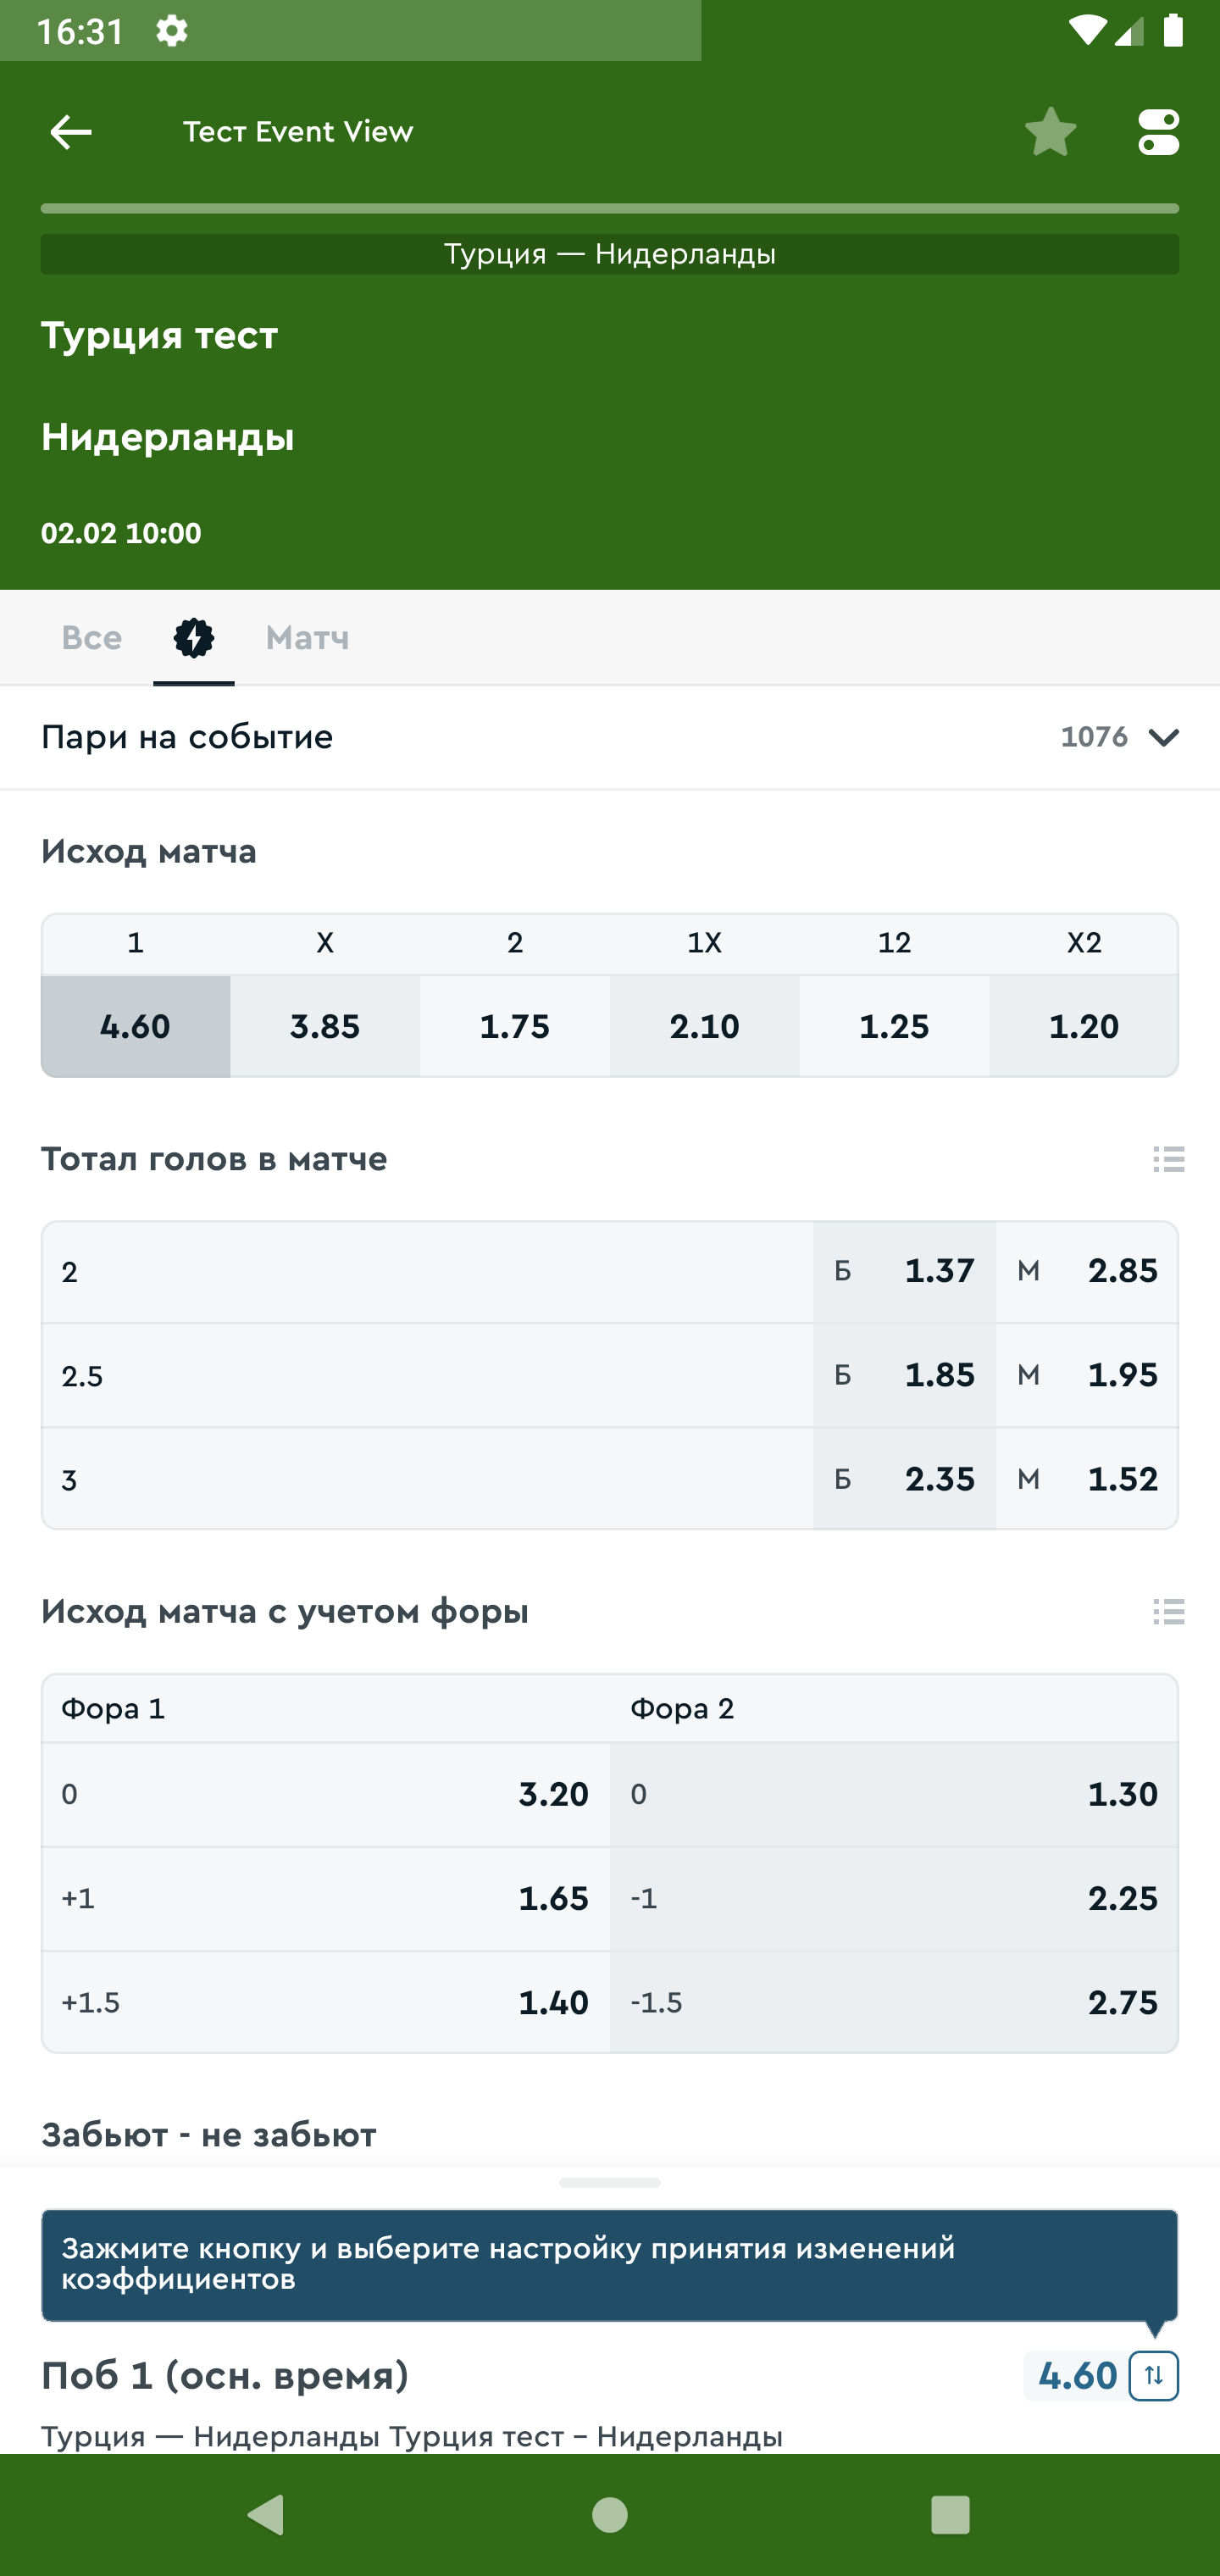 16:31
Тест Event View
Турция — Нидерланды
Турция тест
Нидерланды
02.02 10:00
Все Матч
Пари на событие 1076
Исход матча
1 X 2 1X 12 X2
4.60 3.85 1.75 2.10 1.25 1.20
Тотал голов в матче
2 Б 1.37 М 2.85
2.5 Б 1.85 М 1.95
3 Б 2.35 М 1.52
Исход матча с учетом форы
Фора 1 Фора 2
0 3.20 0 1.30
+1 1.65 -1 2.25
+1.5 1.40 -1.5 2.75
Забьют - не забьют
Зажмите кнопку и выберите настройку принятия изменений
коэффициентов
Поб 1 (осн. время) 4.60
Турция — Нидерланды Турция тест – Нидерланды